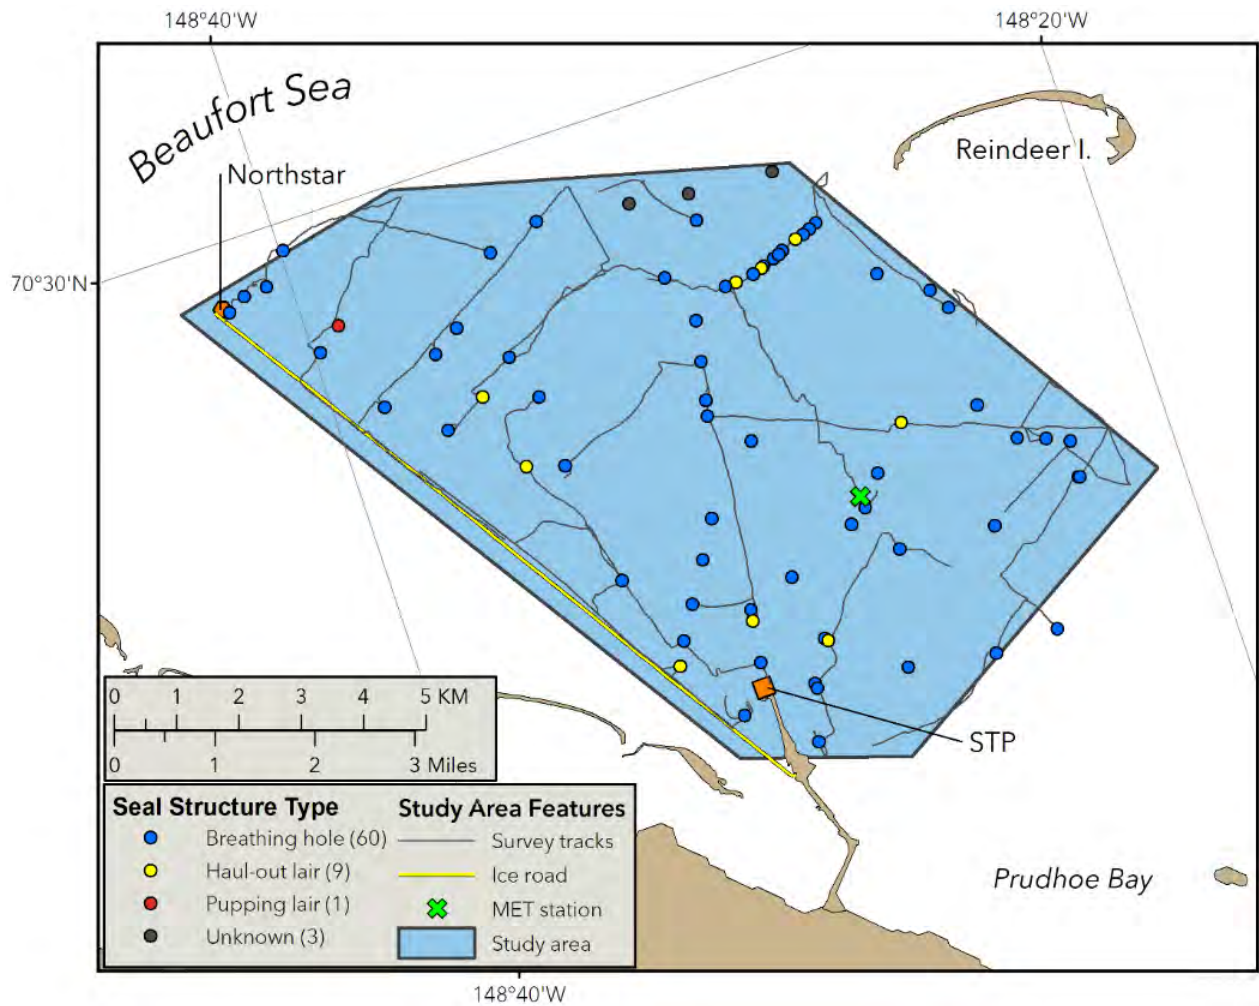 148°40'W
148°20'W
Beaufort Sea
Reindeer I.
Northstar
70°30'N
0 1 2 3 4 5 KM
0 1 2 3 Miles
STP
Seal Structure Type
Breathing hole (60)
Haul-out lair (9)
Pupping lair (1)
Unknown (3)
Study Area Features
Survey tracks
Ice road
MET station
Study area
Prudhoe Bay
148°40'W